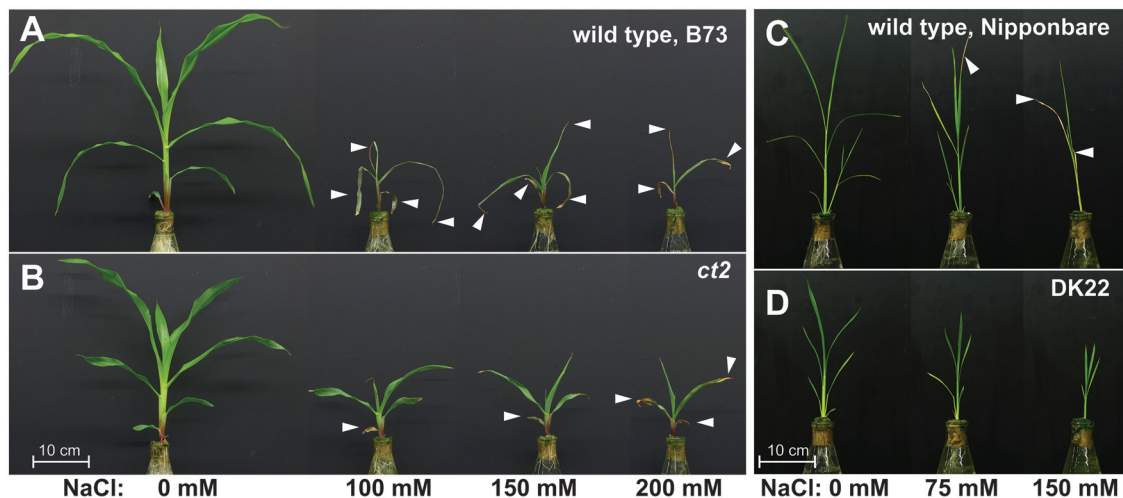 A
wild type, B73
B
ct2
10 cm
NaCl: 0 mM 100 mM 150 mM 200 mM
C
wild type, Nipponbare
D
DK22
10 cm
NaCl: 0 mM 75 mM 150 mM